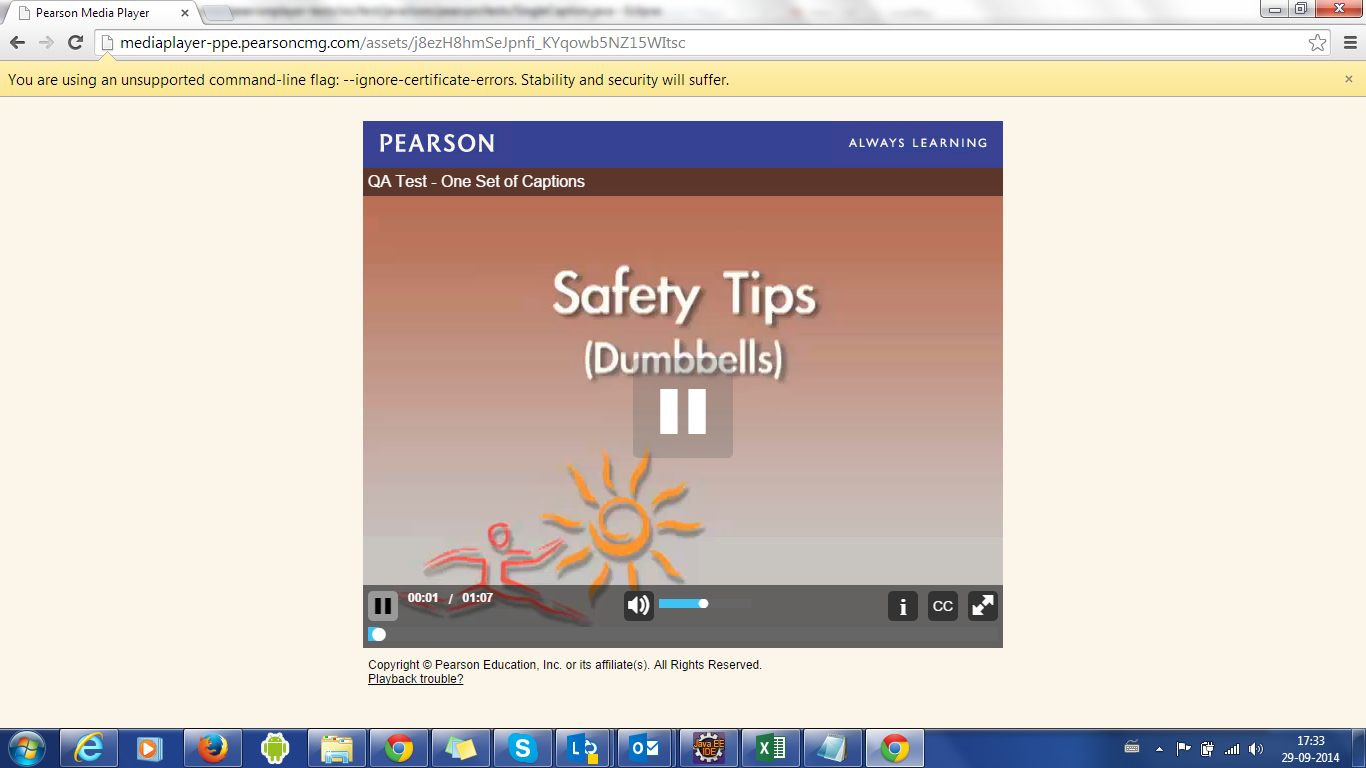 Pearson Media Player
mediaplayer-ppe.pearsoncmg.com/assets/j8ezH8hmSeJpnfi_KYqowb5NZ15WItsc
You are using an unsupported command-line flag: --ignore-certificate-errors. Stability and security will suffer.
PEARSON
ALWAYS LEARNING
QA Test - One Set of Captions
Safety Tips
(Dumbbells)
00:01 / 01:07
i
CC
Copyright © Pearson Education, Inc. or its affiliate(s). All Rights Reserved.
Playback trouble?
Java EE
IDE
17:33
29-09-2014